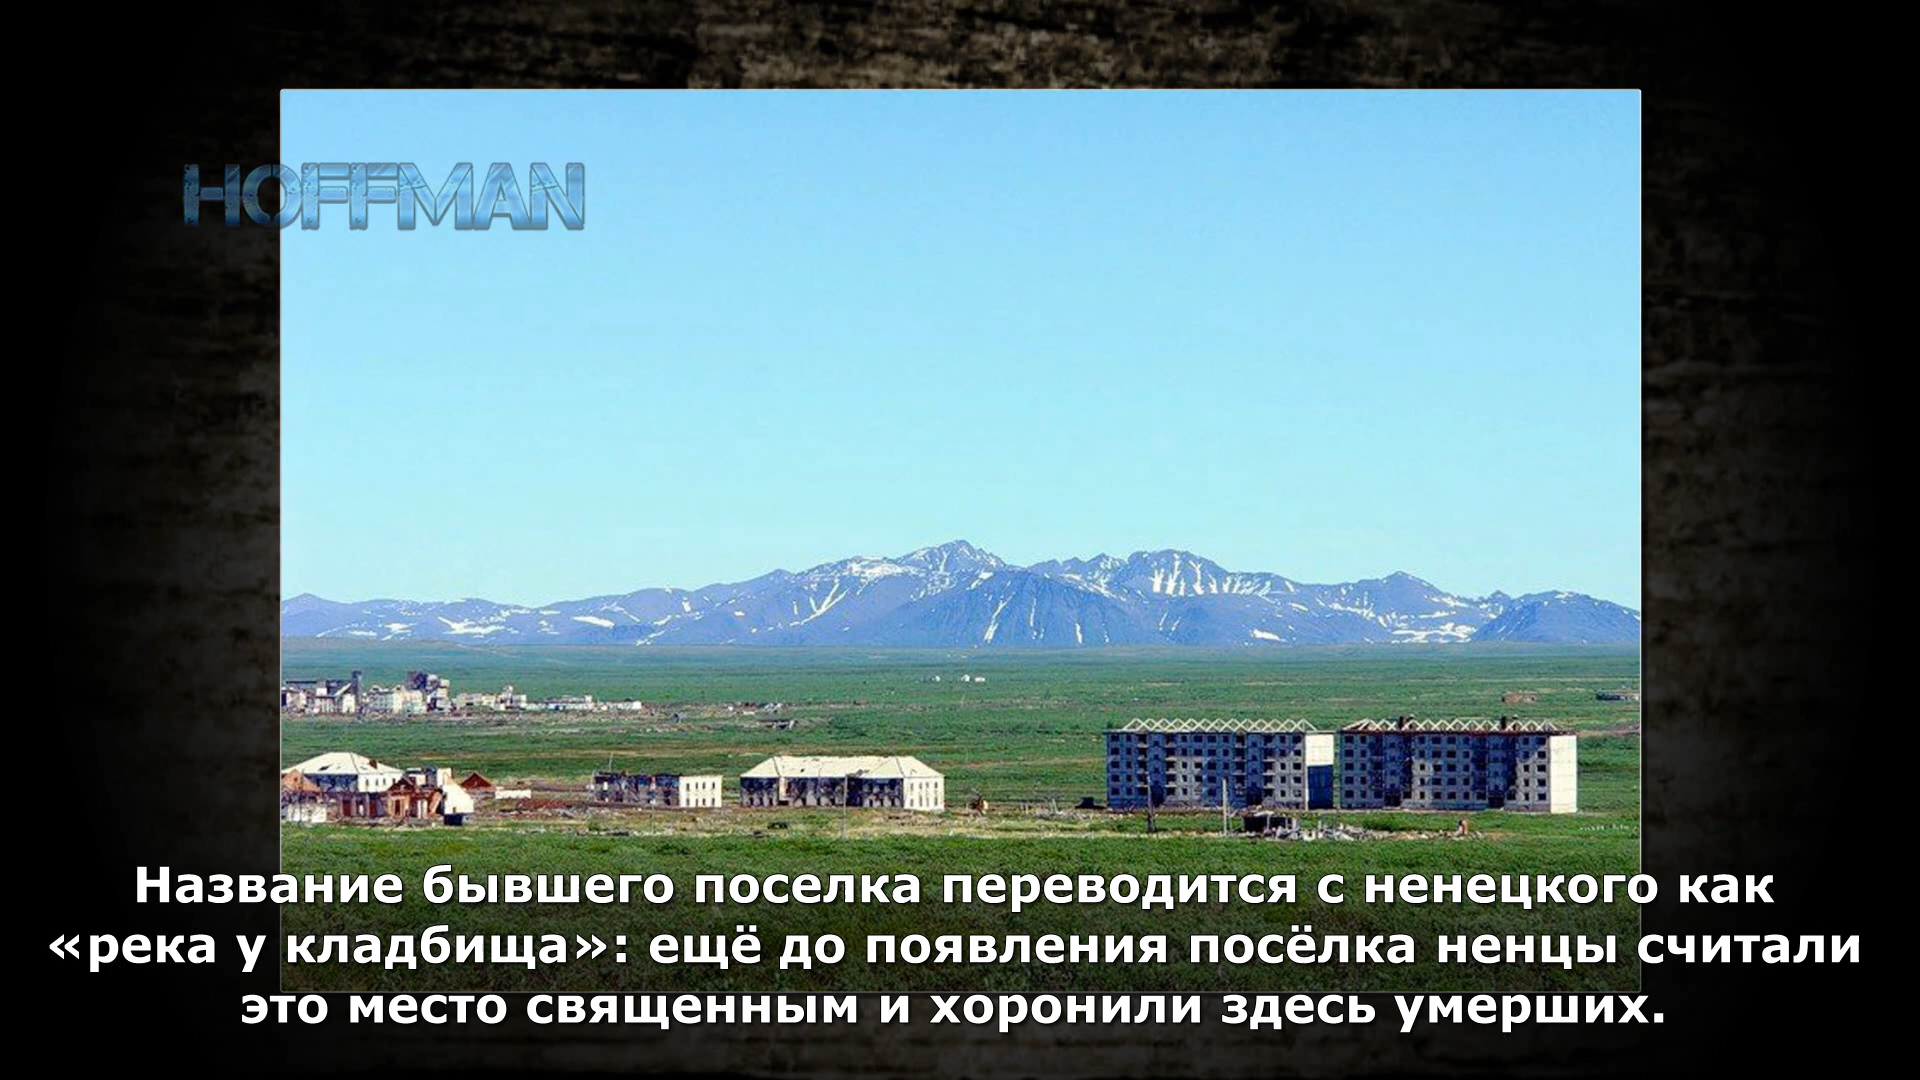 HOFFMAN
Название бывшего поселка переводится с ненецкого как
«река у кладбища»: ещё до появления посёлка ненцы считали
это место священным и хоронили здесь умерших.